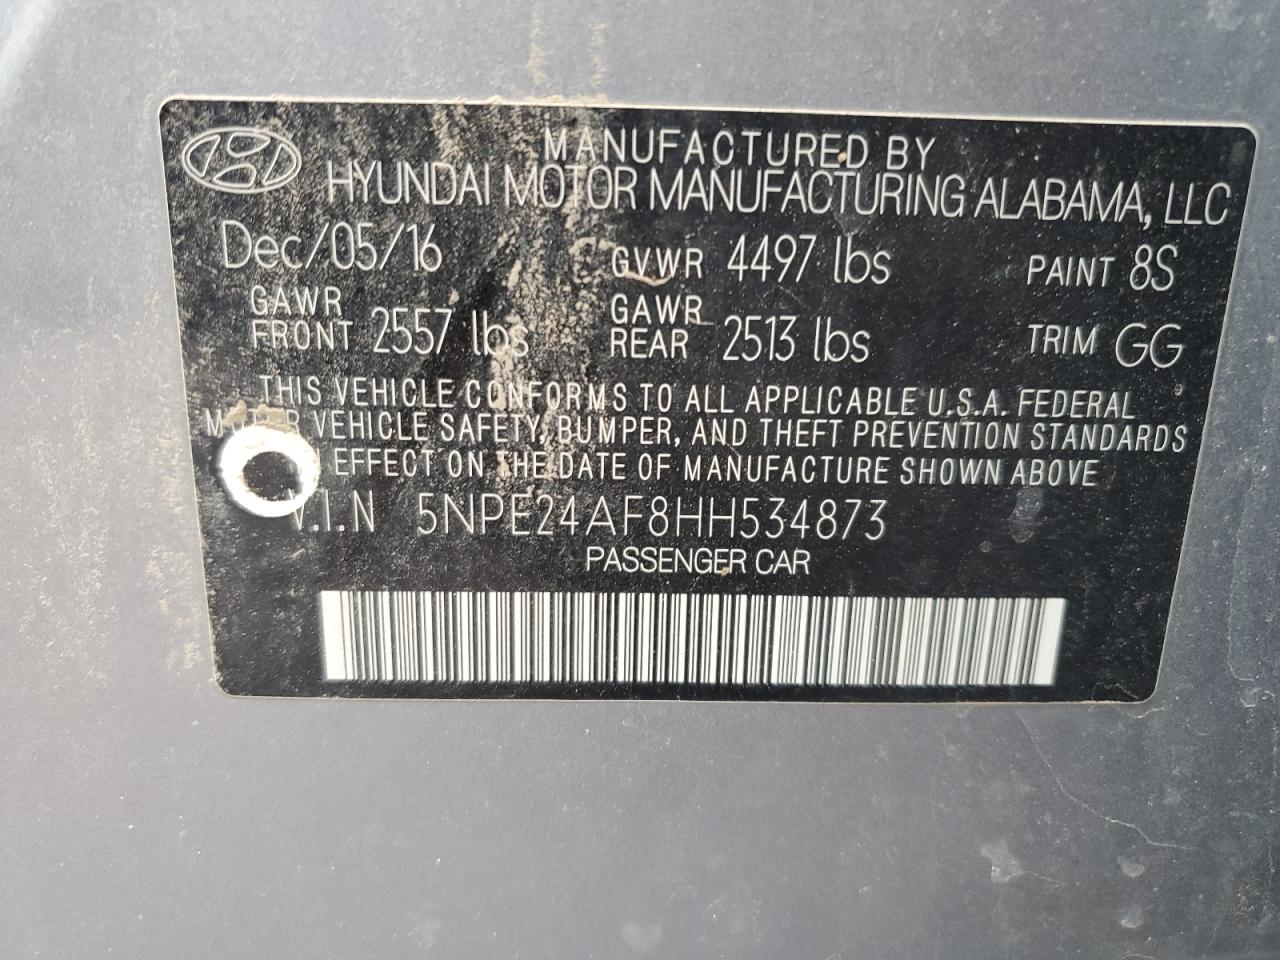 MANUFACTURED BY
HYUNDAI MOTOR MANUFACTURING ALABAMA, LLC
Dec/05/16 GVWR 4497 lbs PAINT 8S
GAWR FRONT 2557 lbs GAWR REAR 2513 lbs TRIM GG
THIS VEHICLE CONFORMS TO ALL APPLICABLE U.S.A. FEDERAL
MOTOR VEHICLE SAFETY, BUMPER, AND THEFT PREVENTION STANDARDS
EFFECT ON THE DATE OF MANUFACTURE SHOWN ABOVE
V.I.N 5NPE24AF8HH534873
PASSENGER CAR